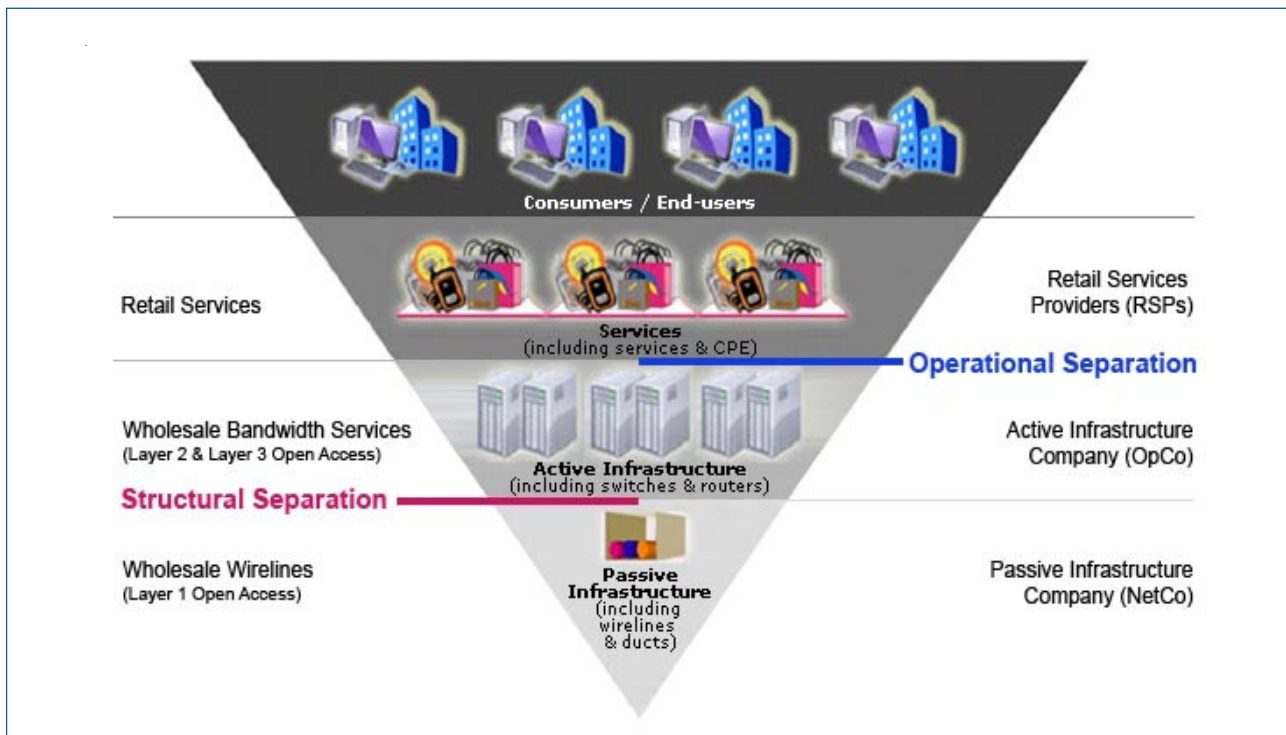 Consumers / End-users
Retail Services
Services
(including services & CPE)
Retail Services
Providers (RSPs)
Operational Separation
Wholesale Bandwidth Services
(Layer 2 & Layer 3 Open Access)
Active Infrastructure
(including switches & routers)
Active Infrastructure
Company (OpCo)
Structural Separation
Wholesale Wirelines
(Layer 1 Open Access)
Passive
Infrastructure
(including
wirelines
& ducts)
Passive Infrastructure
Company (NetCo)